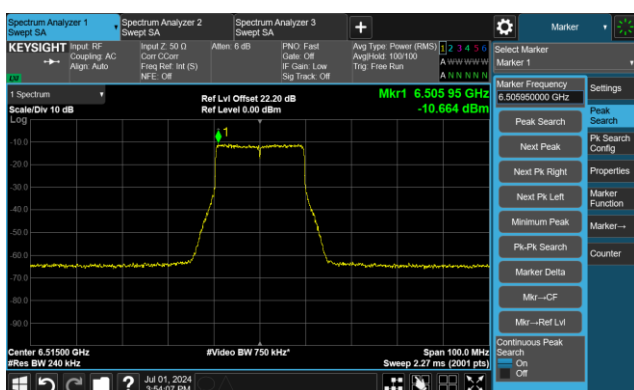 Spectrum Analyzer 1
Swept SA
Spectrum Analyzer 2
Swept SA
Spectrum Analyzer 3
Swept SA
+
Marker
KEYSIGHT
Input: RF
Coupling: AC
Align: Auto
Input Z: 50 Ω
Corr CCorr
Freq Ref: Int (S)
NFE: Off
Atten: 6 dB
PNO: Fast
Gate: Off
IF Gain: Low
Sig Track: Off
Avg Type: Power (RMS)
Avg|Hold: 100/100
Trig: Free Run
1 2 3 4 5 6
A W W W W W
A N N N N N
Select Marker
Marker 1
1 Spectrum
Scale/Div 10 dB
Log
Ref Lvl Offset 22.20 dB
Ref Level 0.00 dBm
Mkr1 6.505 95 GHz
-10.664 dBm
1
-10.0
-20.0
-30.0
-40.0
-50.0
-60.0
-70.0
-80.0
-90.0
Center 6.51500 GHz
#Res BW 240 kHz
#Video BW 750 kHz*
Span 100.0 MHz
Sweep 2.27 ms (2001 pts)
Marker Frequency
6.505950000 GHz
Peak Search
Next Peak
Next Pk Right
Next Pk Left
Minimum Peak
Pk-Pk Search
Marker Delta
Mkr→CF
Mkr→Ref Lvl
Continuous Peak
Search
On
Off
Settings
Peak
Search
Pk Search
Config
Properties
Marker
Function
Marker→
Counter
?
Jul 01, 2024
3:54:07 PM